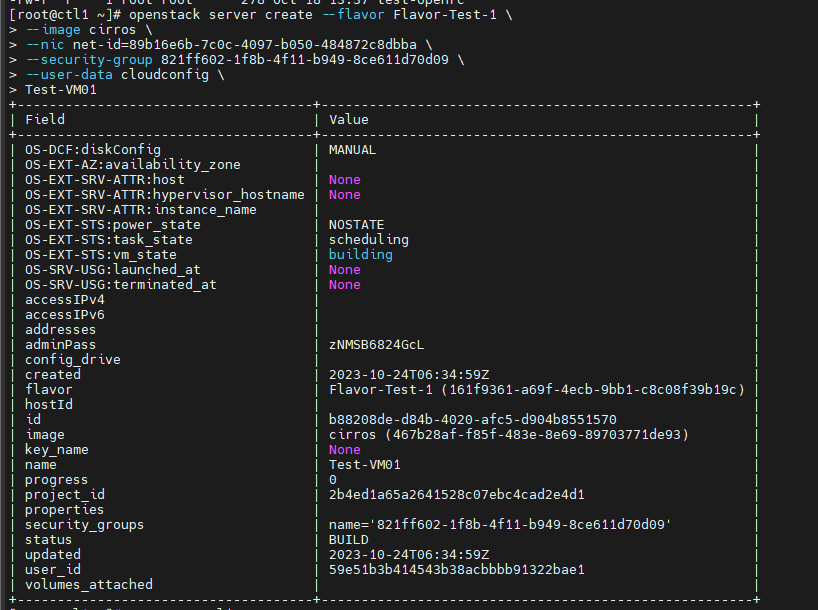 [root@ctl1 ~]# openstack server create --flavor Flavor-Test-1 \
> --image cirros \
> --nic net-id=89b16e6b-7c0c-4097-b050-484872c8dbba \
> --security-group 821ff602-1f8b-4f11-b949-8ce611d70d09 \
> --user-data cloudconfig \
> Test-VM01
+-------------------------------------+-----------------------------------------------------+
| Field                               | Value                                               |
+-------------------------------------+-----------------------------------------------------+
| OS-DCF:diskConfig                   | MANUAL                                              |
| OS-EXT-AZ:availability_zone         |                                                     |
| OS-EXT-SRV-ATTR:host                | None                                                |
| OS-EXT-SRV-ATTR:hypervisor_hostname | None                                                |
| OS-EXT-SRV-ATTR:instance_name       |                                                     |
| OS-EXT-STS:power_state              | NOSTATE                                             |
| OS-EXT-STS:task_state               | scheduling                                          |
| OS-EXT-STS:vm_state                 | building                                            |
| OS-SRV-USG:launched_at              | None                                                |
| OS-SRV-USG:terminated_at            | None                                                |
| accessIPv4                          |                                                     |
| accessIPv6                          |                                                     |
| addresses                           |                                                     |
| adminPass                           | zNMSB6824GcL                                        |
| config_drive                        |                                                     |
| created                             | 2023-10-24T06:34:59Z                                |
| flavor                              | Flavor-Test-1 (161f9361-a69f-4ecb-9bb1-c8c08f39b19c) |
| hostId                              |                                                     |
| id                                  | b88208de-d84b-4020-afc5-d904b8551570                |
| image                               | cirros (467b28af-f85f-483e-8e69-89703771de93)       |
| key_name                            | None                                                |
| name                                | Test-VM01                                           |
| progress                            | 0                                                   |
| project_id                          | 2b4ed1a65a2641528c07ebc4cad2e4d1                    |
| properties                          |                                                     |
| security_groups                     | name='821ff602-1f8b-4f11-b949-8ce611d70d09'         |
| status                              | BUILD                                               |
| updated                             | 2023-10-24T06:34:59Z                                |
| user_id                             | 59e51b3b414543b38acbbbb91322bae1                    |
| volumes_attached                    |                                                     |
+-------------------------------------+-----------------------------------------------------+